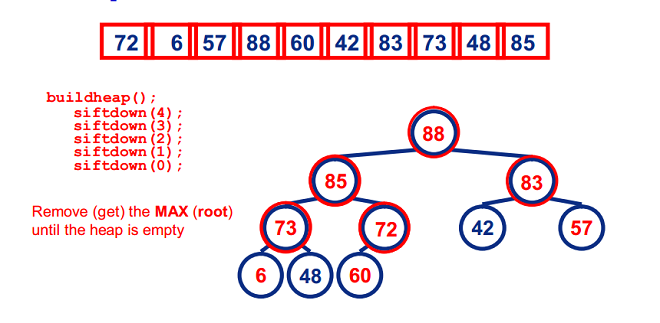 72 6 57 88 60 42 83 73 48 85
buildheap();
siftdown(4);
siftdown(3);
siftdown(2);
siftdown(1);
siftdown(0);
Remove (get) the MAX (root)
until the heap is empty
88
85 83
73 72 42 57
6 48 60